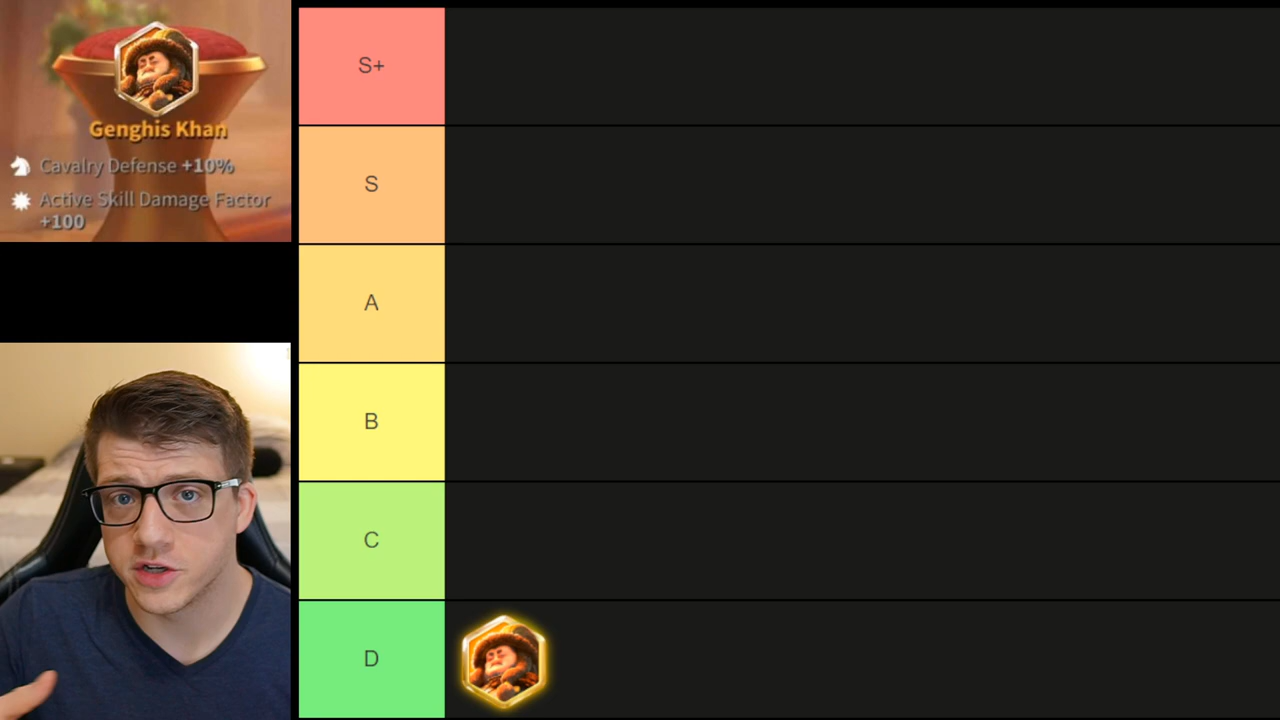 Genghis Khan
Cavalry Defense +10%
Active Skill Damage Factor
+100
S+
S
A
B
C
D